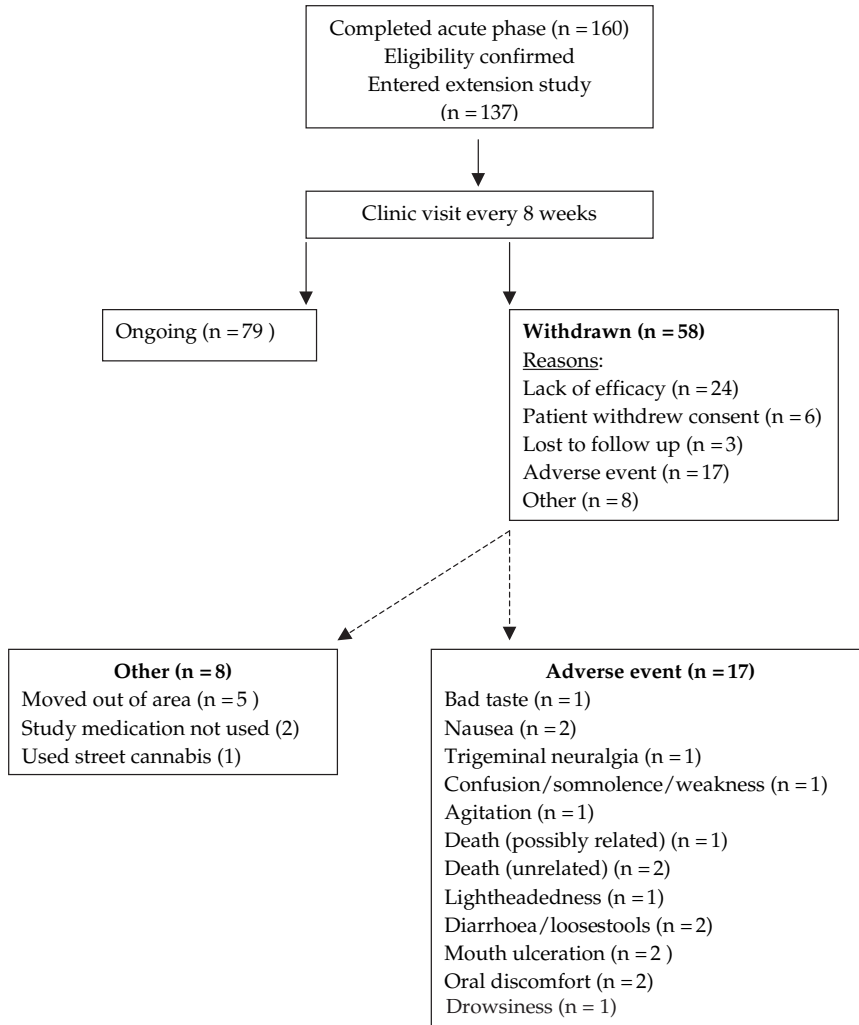 Completed acute phase (n = 160)
Eligibility confirmed
Entered extension study
(n = 137)
Clinic visit every 8 weeks
Ongoing (n = 79 )
Withdrawn (n = 58)
Reasons:
Lack of efficacy (n = 24)
Patient withdrew consent (n = 6)
Lost to follow up (n = 3)
Adverse event (n = 17)
Other (n = 8)
Other (n = 8)
Moved out of area (n = 5 )
Study medication not used (2)
Used street cannabis (1)
Adverse event (n = 17)
Bad taste (n = 1)
Nausea (n = 2)
Trigeminal neuralgia (n = 1)
Confusion/somnolence/weakness (n = 1)
Agitation (n = 1)
Death (possibly related) (n = 1)
Death (unrelated) (n = 2)
Lightheadedness (n = 1)
Diarrhoea/loosestools (n = 2)
Mouth ulceration (n = 2 )
Oral discomfort (n = 2)
Drowsiness (n = 1)